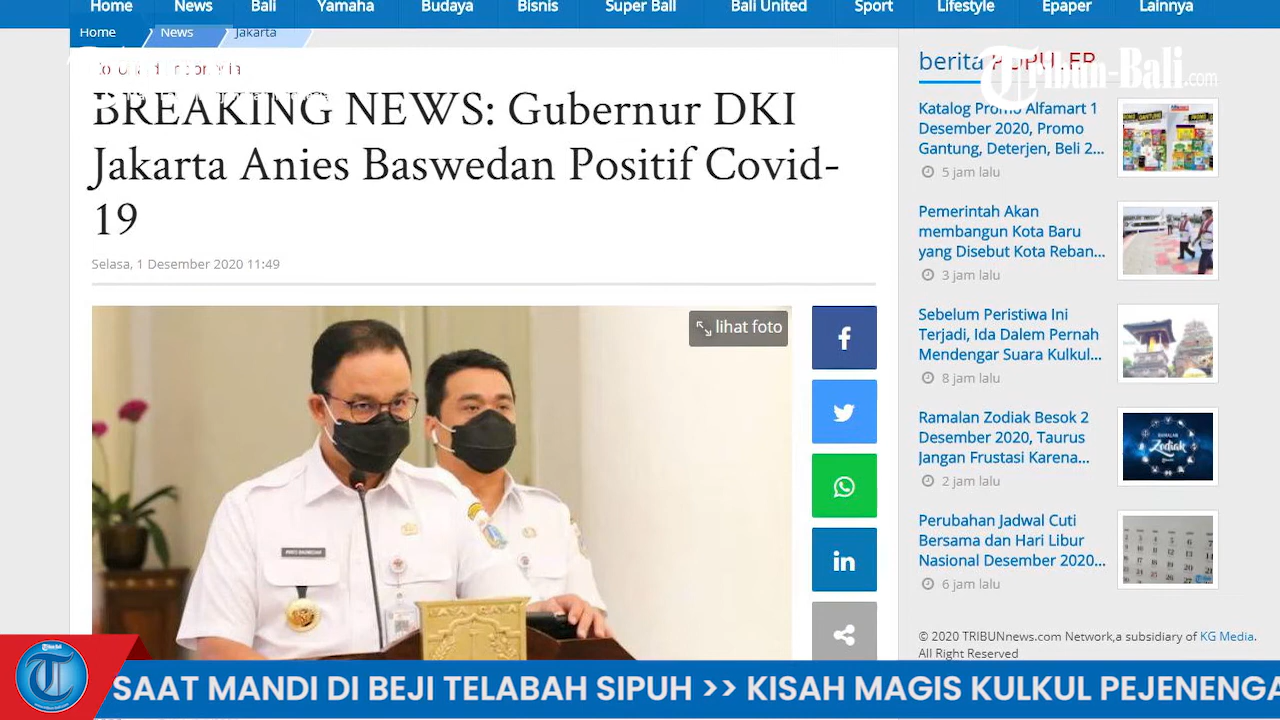 Home News Bali Yamaha Budaya Bisnis Super Ball Bali United Sport Lifestyle Epaper Lainnya
Home News Jakarta
BREAKING NEWS: Gubernur DKI
Jakarta Anies Baswedan Positif Covid-
19
Selasa, 1 Desember 2020 11:49
lihat foto
ANIES BASWEDAN
berita POPULER
Tribun-Bali.com
Katalog Promo Alfamart 1
Desember 2020, Promo
Gantung, Deterjen, Beli 2...
5 jam lalu
Pemerintah Akan
membangun Kota Baru
yang Disebut Kota Reban...
3 jam lalu
Sebelum Peristiwa Ini
Terjadi, Ida Dalem Pernah
Mendengar Suara Kulkul...
8 jam lalu
Ramalan Zodiak Besok 2
Desember 2020, Taurus
Jangan Frustasi Karena...
2 jam lalu
RAMALAN
Zodiak
Perubahan Jadwal Cuti
Bersama dan Hari Libur
Nasional Desember 2020...
6 jam lalu
© 2020 TRIBUNnews.com Network,a subsidiary of KG Media.
All Right Reserved
SAAT MANDI DI BEJI TELABAH SIPUH >> KISAH MAGIS KULKUL PEJENENGA